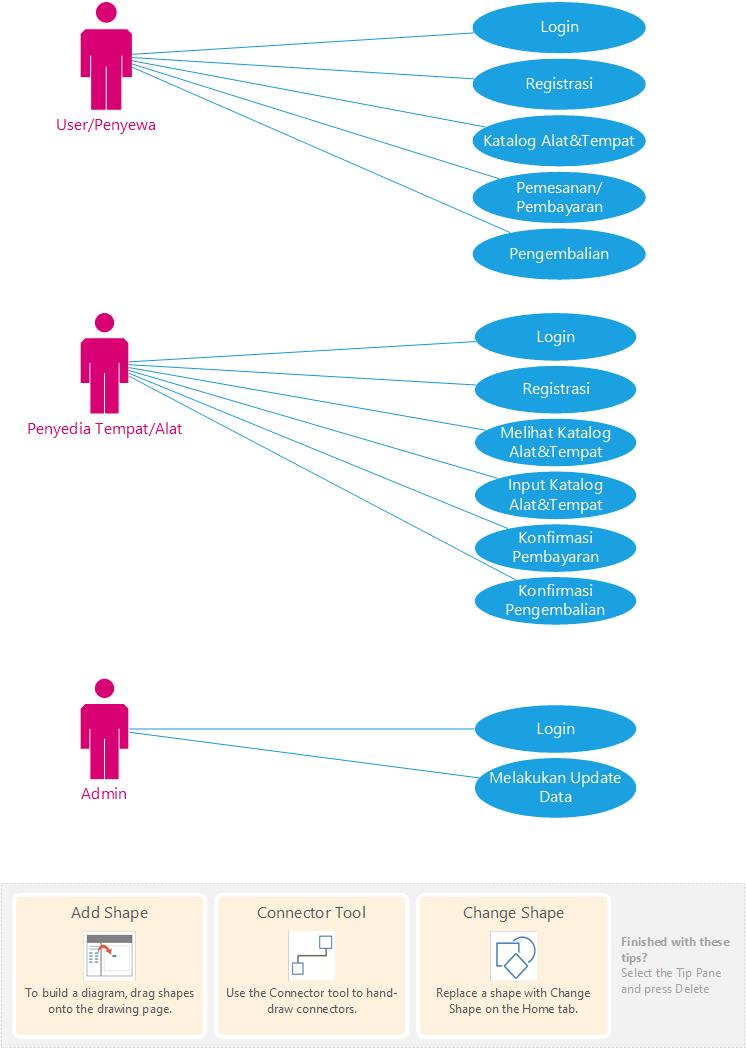 User/Penyewa
Login
Registrasi
Katalog Alat&Tempat
Pemesanan/
Pembayaran
Pengembalian
Penyedia Tempat/Alat
Login
Registrasi
Melihat Katalog
Alat&Tempat
Input Katalog
Alat&Tempat
Konfirmasi
Pembayaran
Konfirmasi
Pengembalian
Admin
Login
Melakukan Update
Data
Add Shape
To build a diagram, drag shapes
onto the drawing page.
Connector Tool
Use the Connector tool to hand-
draw connectors.
Change Shape
Replace a shape with Change
Shape on the Home tab.
Finished with these
tips?
Select the Tip Pane
and press Delete